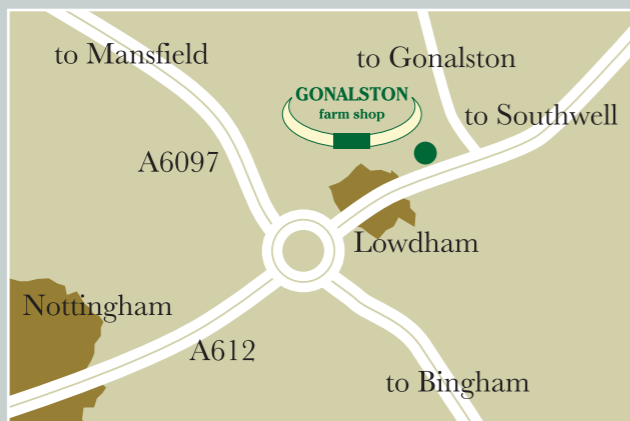 to Mansfield
to Gonalston
GONALSTON
farm shop
to Southwell
A6097
Lowdham
Nottingham
A612
to Bingham